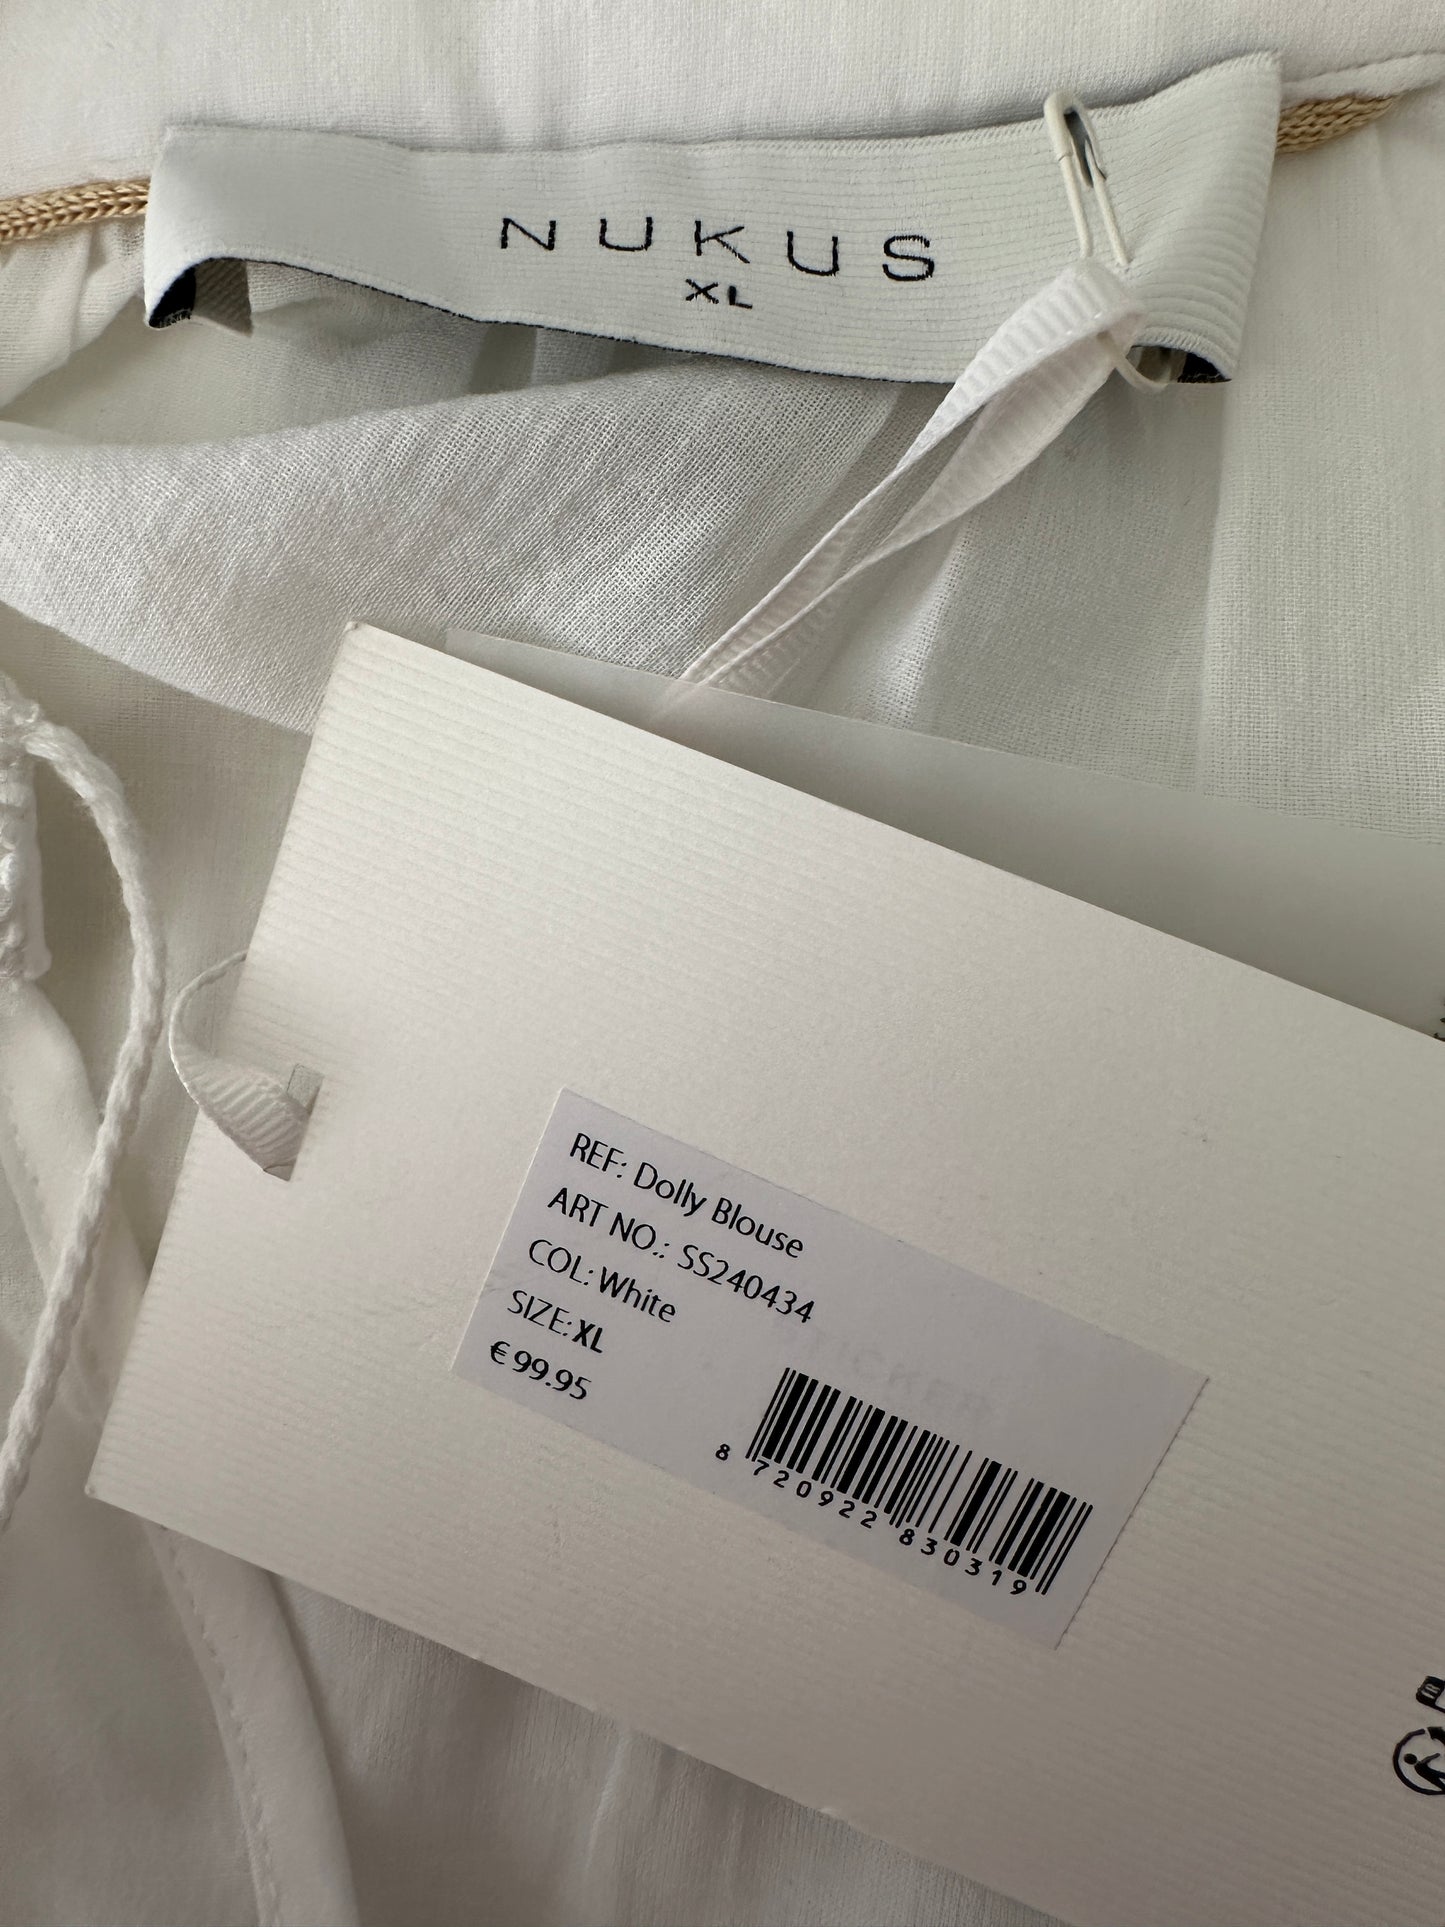 NUKUS
XL
REF: Dolly Blouse
ART NO.: SS240434
COL: White
SIZE: XL
€ 99.95
8 720922 830319